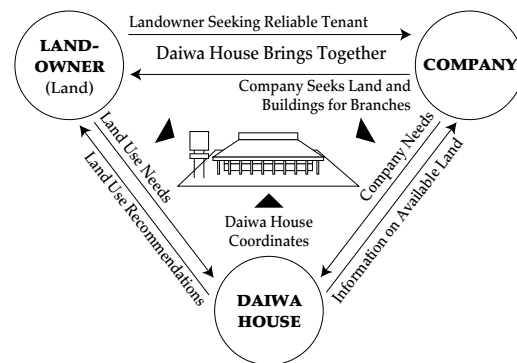 Landowner Seeking Reliable Tenant
LAND-
OWNER
(Land)
Daiwa House Brings Together
COMPANY
Company Seeks Land and
Buildings for Branches
Land Use Needs
Land Use Recommendations
Company Needs
Information on Available Land
Daiwa House
Coordinates
DAIWA
HOUSE